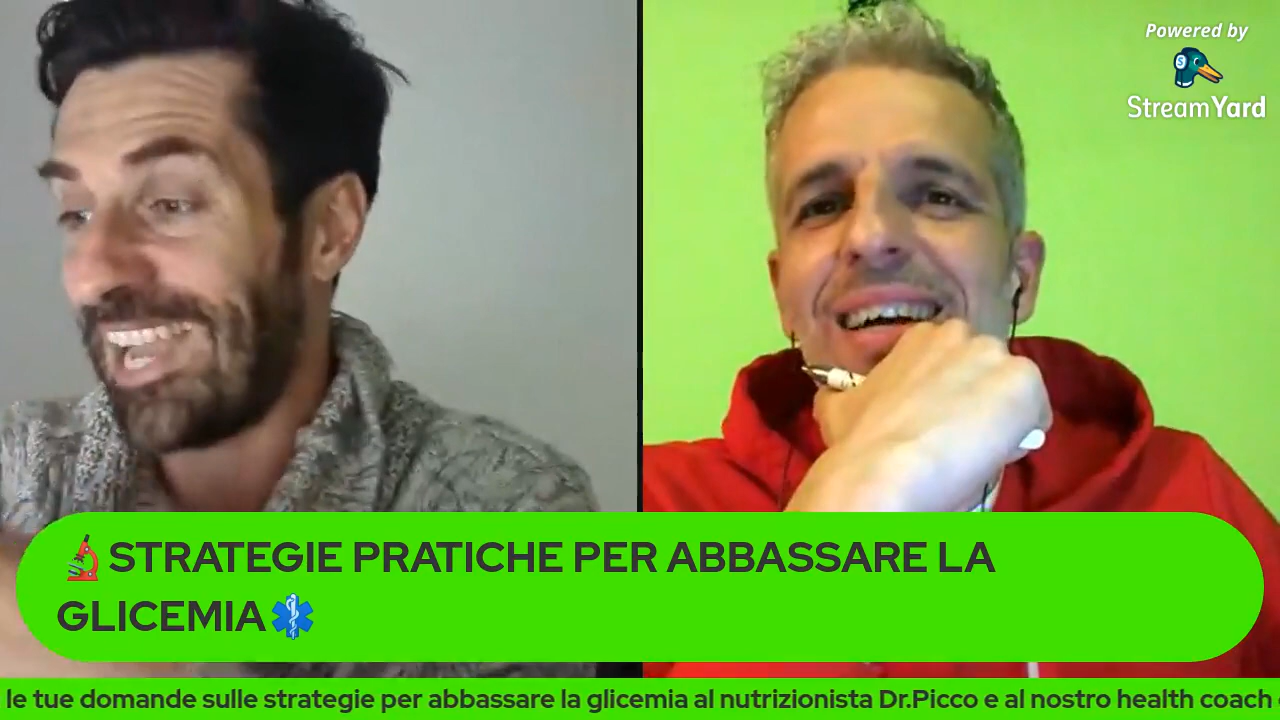 Powered by
StreamYard
STRATEGIE PRATICHE PER ABBASSARE LA
GLICEMIA
le tue domande sulle strategie per abbassare la glicemia al nutrizionista Dr.Picco e al nostro health coach